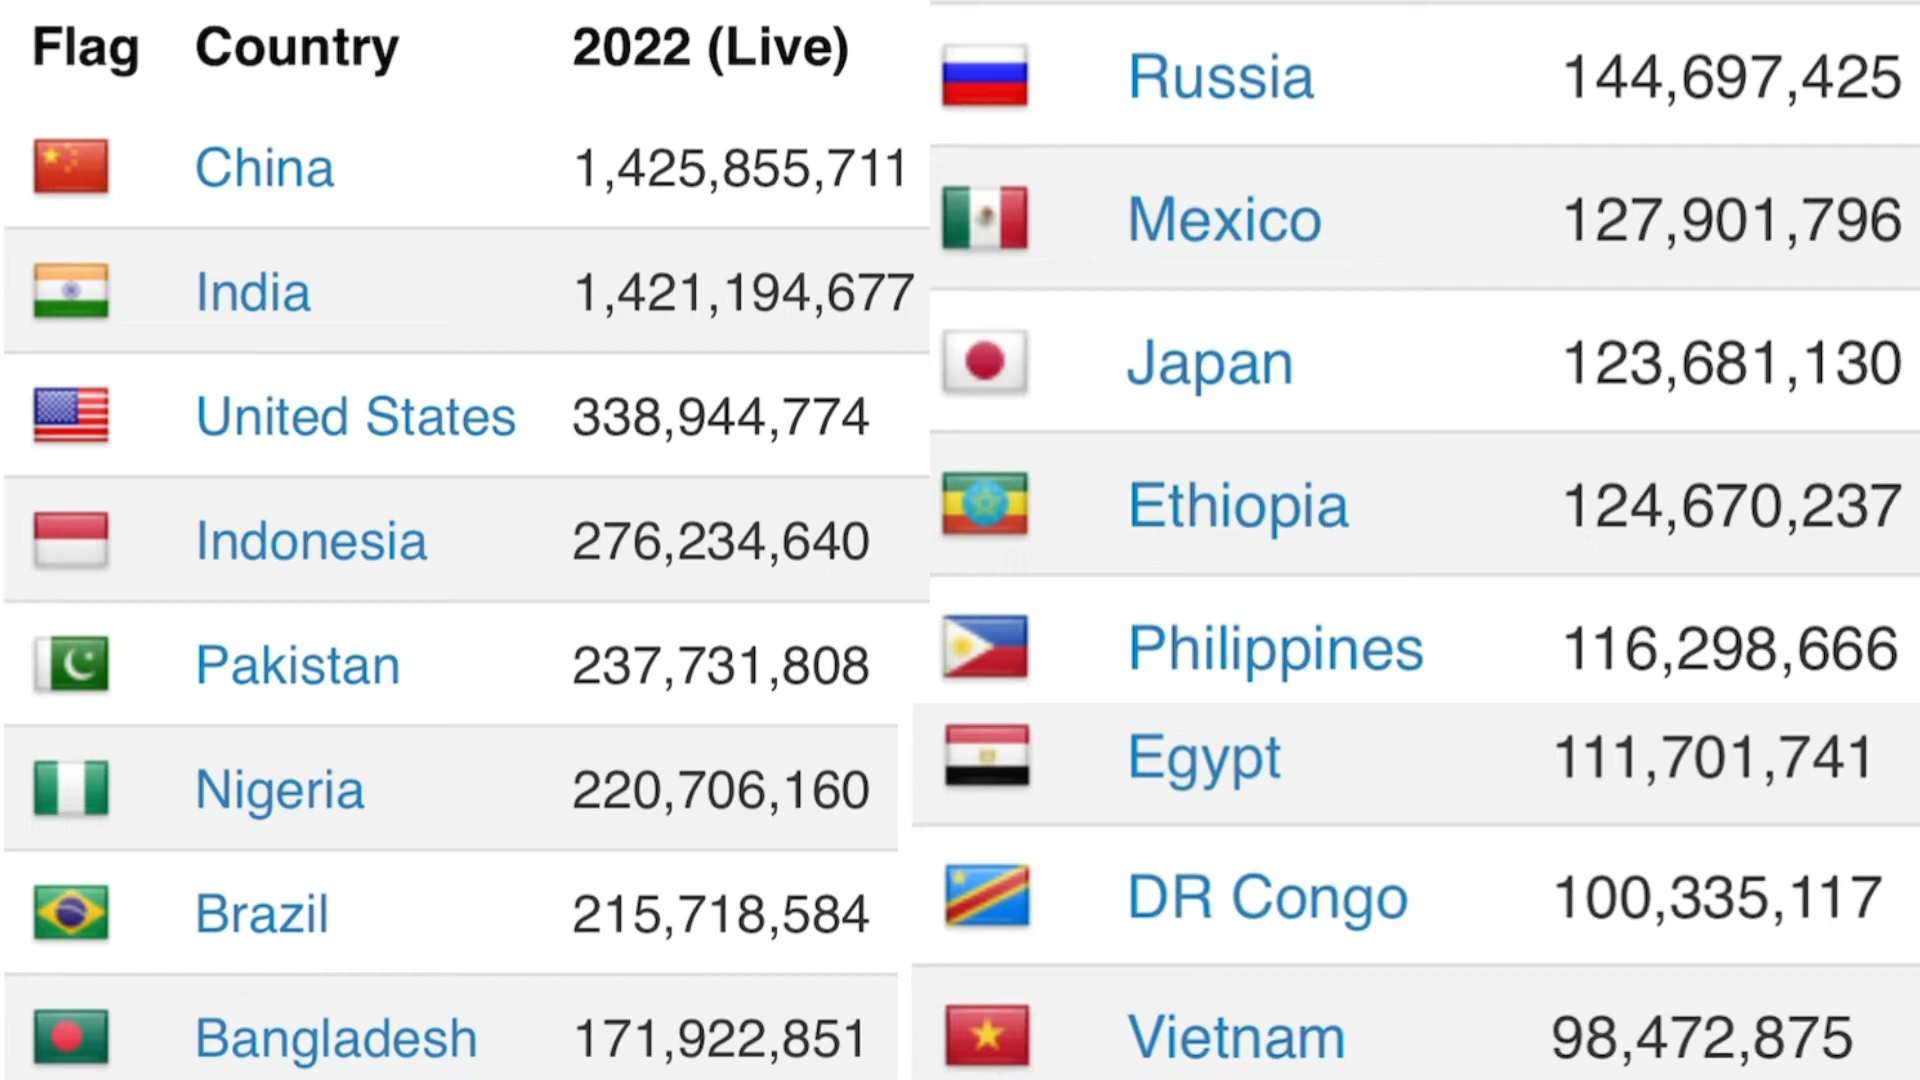 Flag Country 2022 (Live)
China 1,425,855,711
India 1,421,194,677
United States 338,944,774
Indonesia 276,234,640
Pakistan 237,731,808
Nigeria 220,706,160
Brazil 215,718,584
Bangladesh 171,922,851
Russia 144,697,425
Mexico 127,901,796
Japan 123,681,130
Ethiopia 124,670,237
Philippines 116,298,666
Egypt 111,701,741
DR Congo 100,335,117
Vietnam 98,472,875